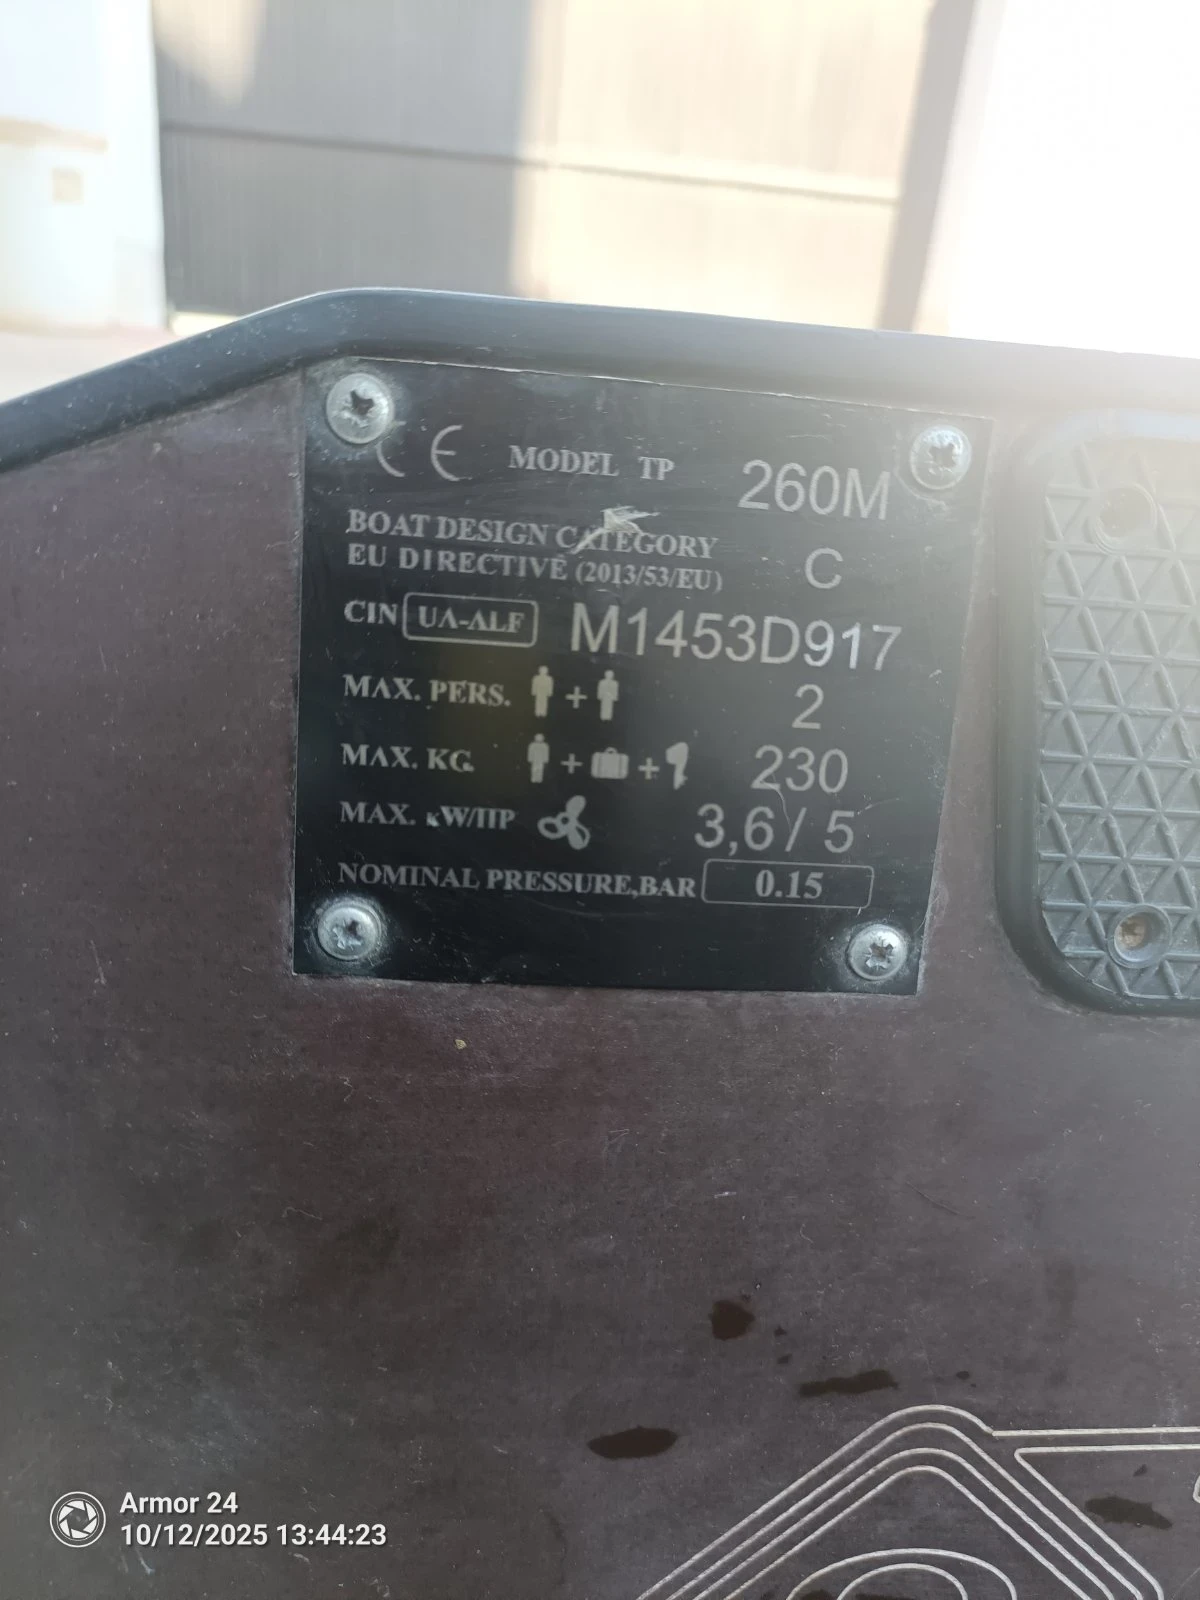 CE MODEL TP 260M
BOAT DESIGN CATEGORY
EU DIRECTIVE (2013/53/EU) C
CIN UA-ALF M1453D917
MAX. PERS. + 2
MAX. KG. + + 230
MAX. kW/HP 3,6 / 5
NOMINAL PRESSURE,BAR 0.15
Armor 24
10/12/2025 13:44:23